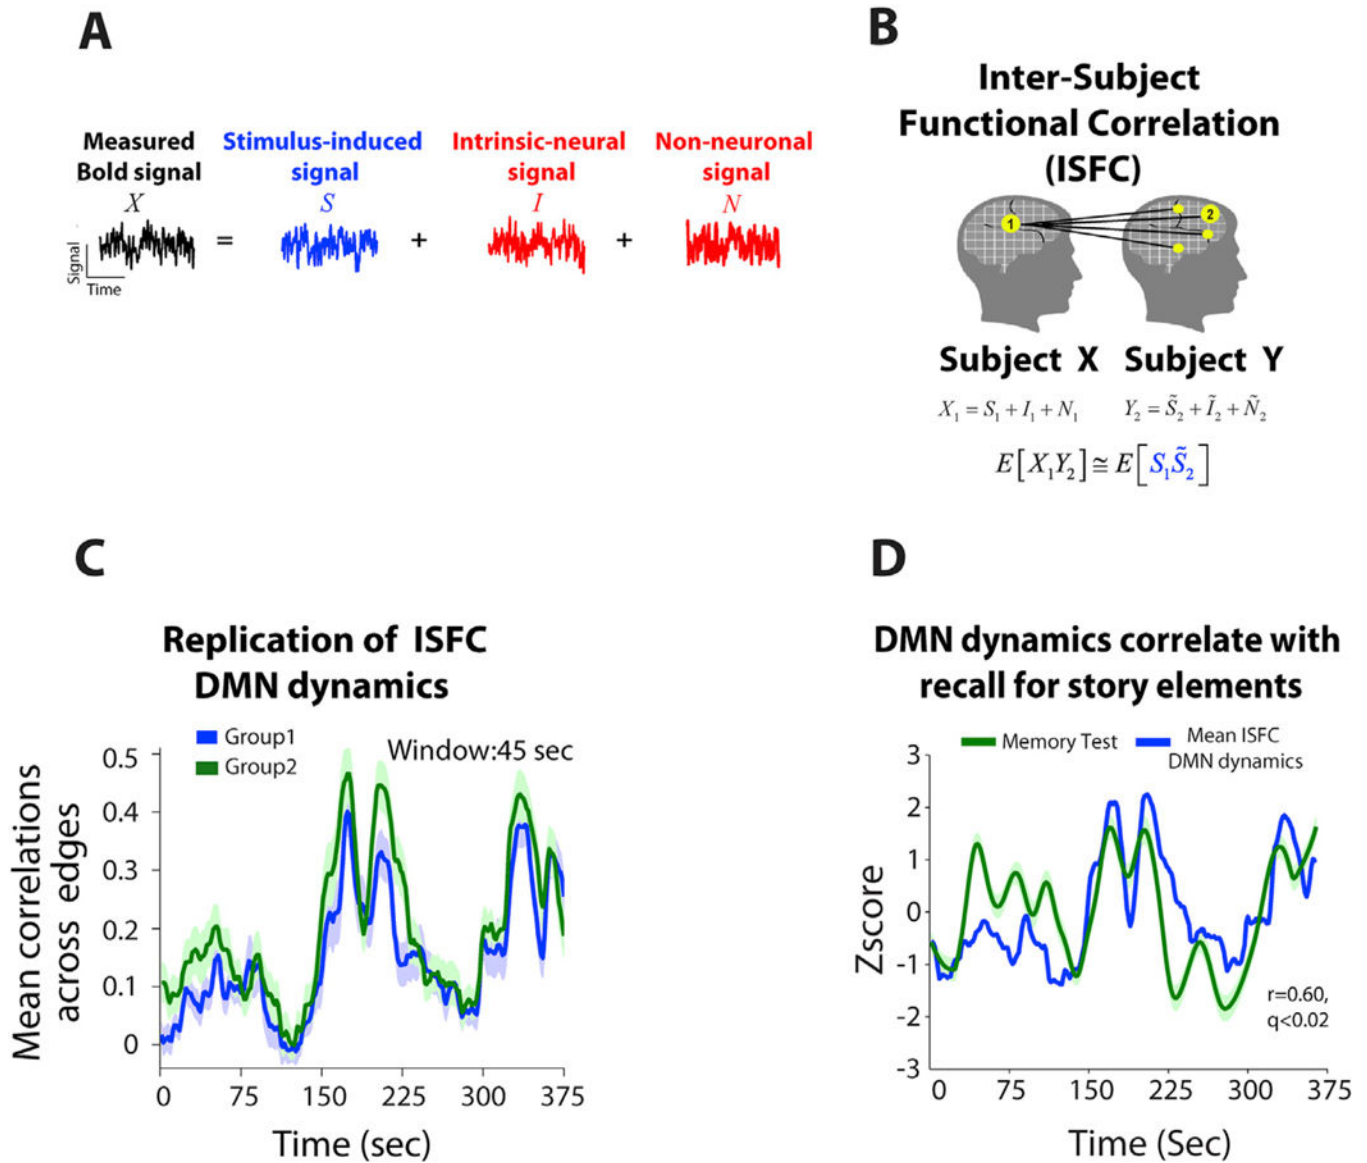 A
Measured
Bold signal
X
Stimulus-induced
signal
S
Intrinsic-neural
signal
I
Non-neuronal
signal
N
=
+
+
Signal
Time
B
Inter-Subject
Functional Correlation
(ISFC)
1
2
Subject X
Subject Y
X₁ = S₁ + I₁ + N₁
Y₂ = S̃₂ + Ĩ₂ + Ñ₂
E[X₁Y₂] ≅ E[S₁S̃₂]
C
Replication of ISFC
DMN dynamics
Group1
Group2
Window:45 sec
Mean correlations
across edges
0.5
0.4
0.3
0.2
0.1
0
0 75 150 225 300 375
Time (sec)
D
DMN dynamics correlate with
recall for story elements
Memory Test
Mean ISFC
DMN dynamics
Zscore
3
2
1
0
-1
-2
-3
r=0.60,
q<0.02
0 75 150 225 300 375
Time (Sec)